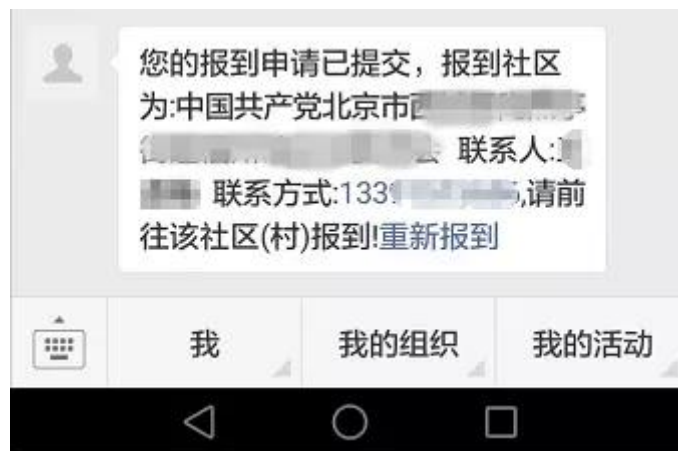 您的报到申请已提交，报到社区
为:中国共产党北京市西
联系人:
联系方式:133 ,请前
往该社区(村)报到!重新报到
我 我的组织 我的活动